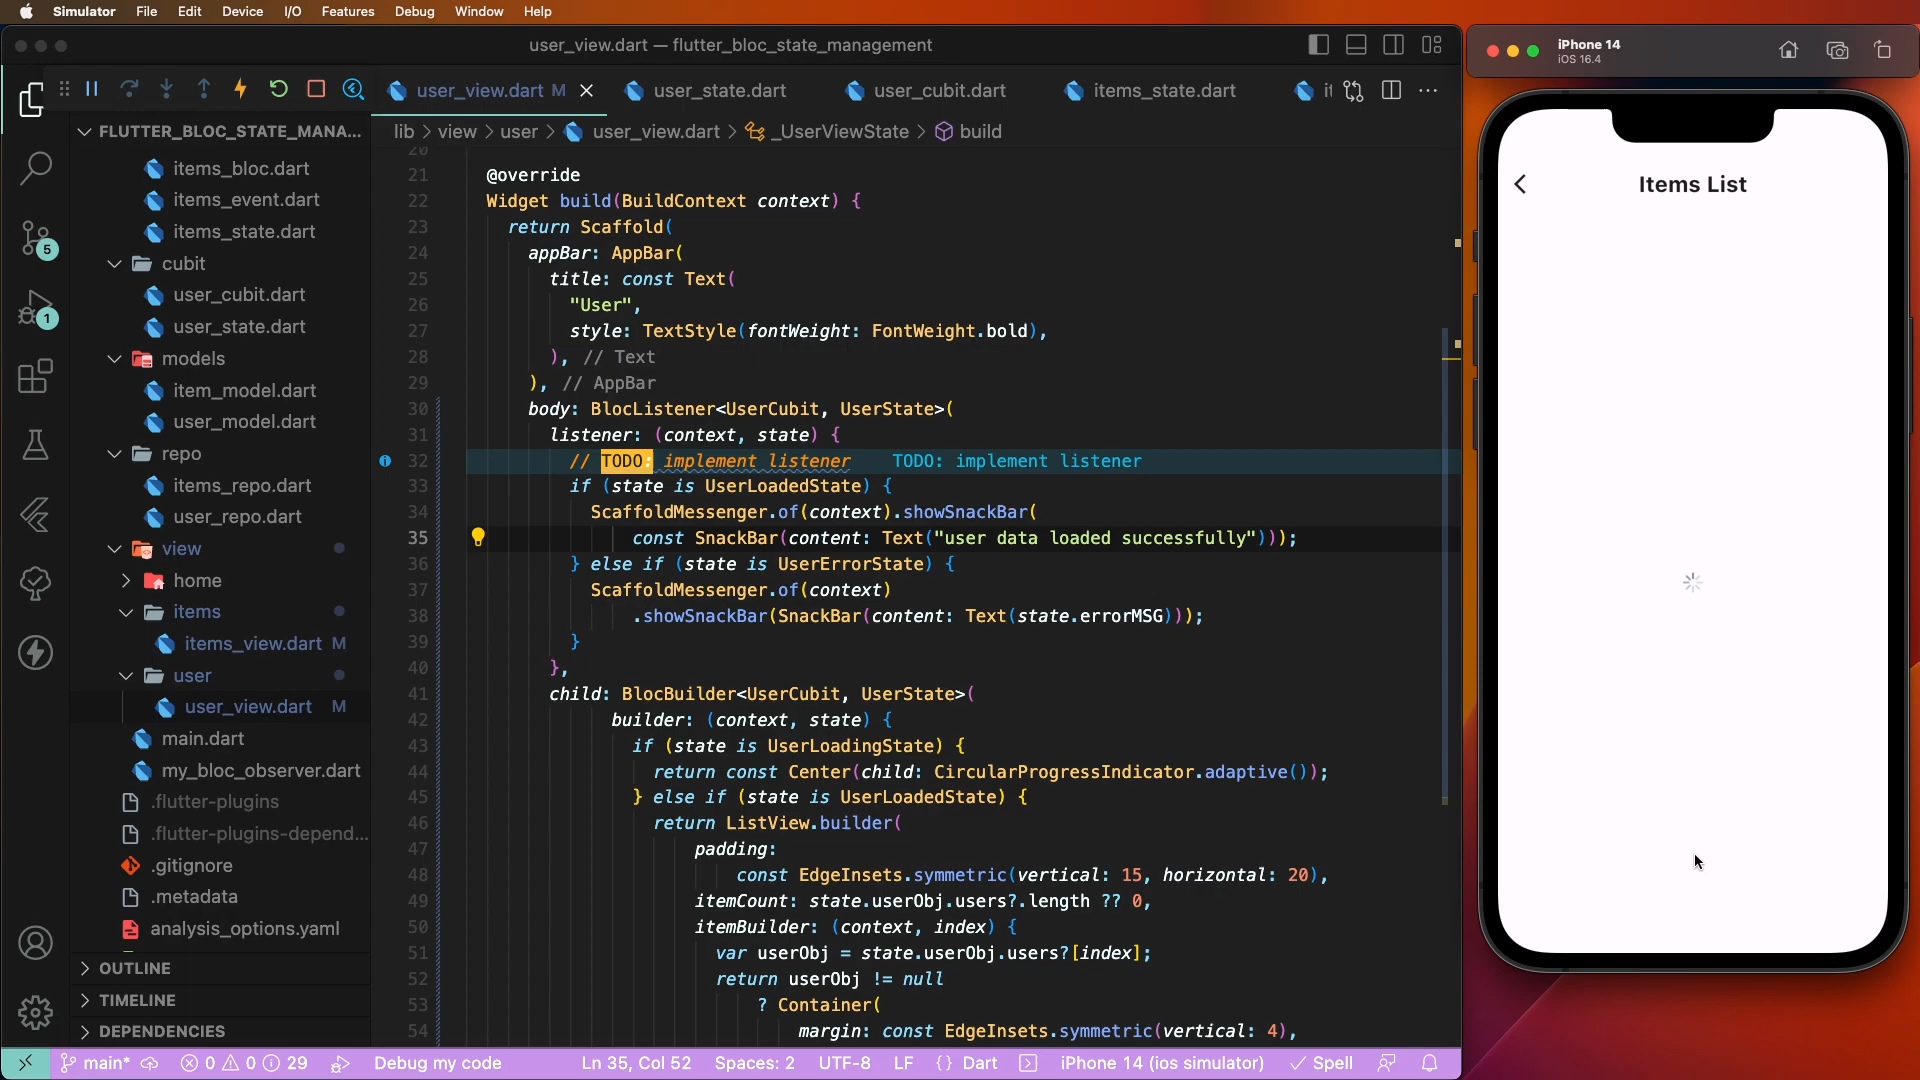 Simulator File Edit Device I/O Features Debug Window Help
user_view.dart — flutter_bloc_state_management
iPhone 14
iOS 16.4
user_view.dart M
user_state.dart
user_cubit.dart
items_state.dart
it
FLUTTER_BLOC_STATE_MANA...
lib > view > user > user_view.dart > _UserViewState > build
items_bloc.dart
items_event.dart
items_state.dart
cubit
user_cubit.dart
user_state.dart
models
item_model.dart
user_model.dart
repo
items_repo.dart
user_repo.dart
view
home
items
items_view.dart M
user
user_view.dart M
main.dart
my_bloc_observer.dart
.flutter-plugins
.flutter-plugins-depend...
.gitignore
.metadata
analysis_options.yaml
OUTLINE
TIMELINE
DEPENDENCIES
5
1
20
21 @override
22 Widget build(BuildContext context) {
23 return Scaffold(
24 appBar: AppBar(
25 title: const Text(
26 "User",
27 style: TextStyle(fontWeight: FontWeight.bold),
28 ), // Text
29 ), // AppBar
30 body: BlocListener<UserCubit, UserState>(
31 listener: (context, state) {
32 // TODO: implement listener TODO: implement listener
33 if (state is UserLoadedState) {
34 ScaffoldMessenger.of(context).showSnackBar(
35 const SnackBar(content: Text("user data loaded successfully")));
36 } else if (state is UserErrorState) {
37 ScaffoldMessenger.of(context)
38 .showSnackBar(SnackBar(content: Text(state.errorMSG)));
39 }
40 },
41 child: BlocBuilder<UserCubit, UserState>(
42 builder: (context, state) {
43 if (state is UserLoadingState) {
44 return const Center(child: CircularProgressIndicator.adaptive());
45 } else if (state is UserLoadedState) {
46 return ListView.builder(
47 padding:
48 const EdgeInsets.symmetric(vertical: 15, horizontal: 20),
49 itemCount: state.userObj.users?.length ?? 0,
50 itemBuilder: (context, index) {
51 var userObj = state.userObj.users?[index];
52 return userObj != null
53 ? Container(
54 margin: const EdgeInsets.symmetric(vertical: 4),
Items List
main* 0 0 29 Debug my code Ln 35, Col 52 Spaces: 2 UTF-8 LF {} Dart iPhone 14 (ios simulator) Spell